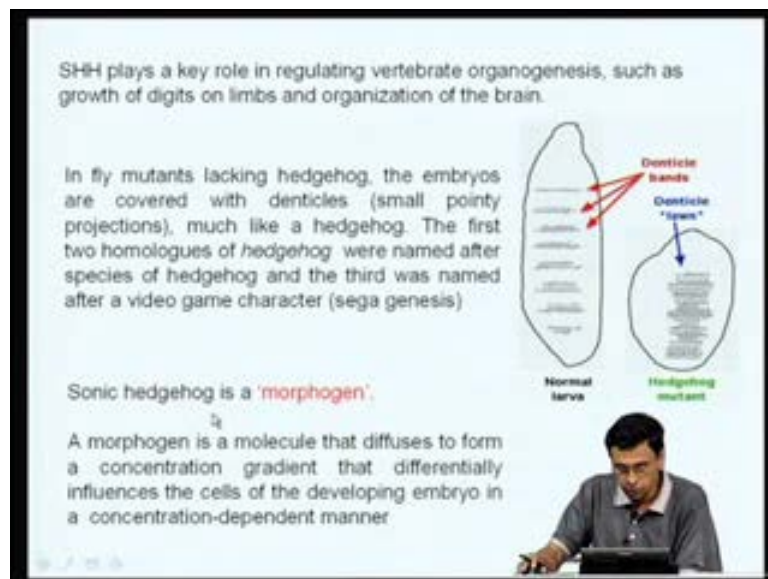 SHH plays a key role in regulating vertebrate organogenesis, such as
growth of digits on limbs and organization of the brain.
In fly mutants lacking hedgehog, the embryos
are covered with denticles (small pointy
projections), much like a hedgehog. The first
two homologues of hedgehog were named after
species of hedgehog and the third was named
after a video game character (sega genesis)
Denticle
bands
Denticle
"lawn"
Normal
larva
Hedgehog
mutant
Sonic hedgehog is a 'morphogen'.
A morphogen is a molecule that diffuses to form
a concentration gradient that differentially
influences the cells of the developing embryo in
a concentration-dependent manner